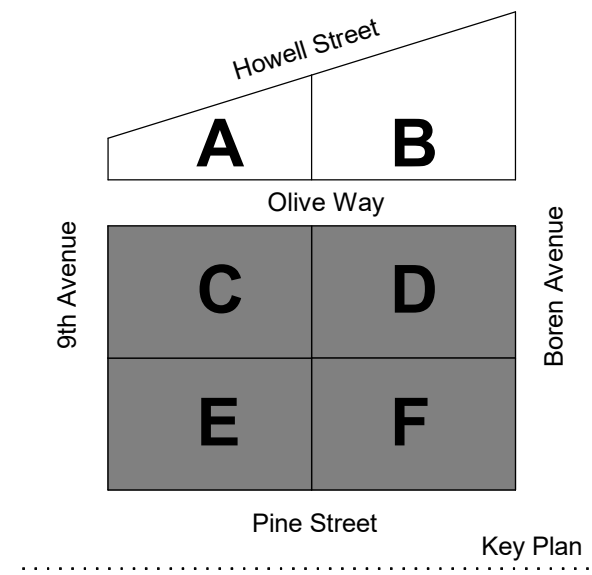 Howell Street
A B
Olive Way
9th Avenue
C D
Boren Avenue
E F
Pine Street
Key Plan